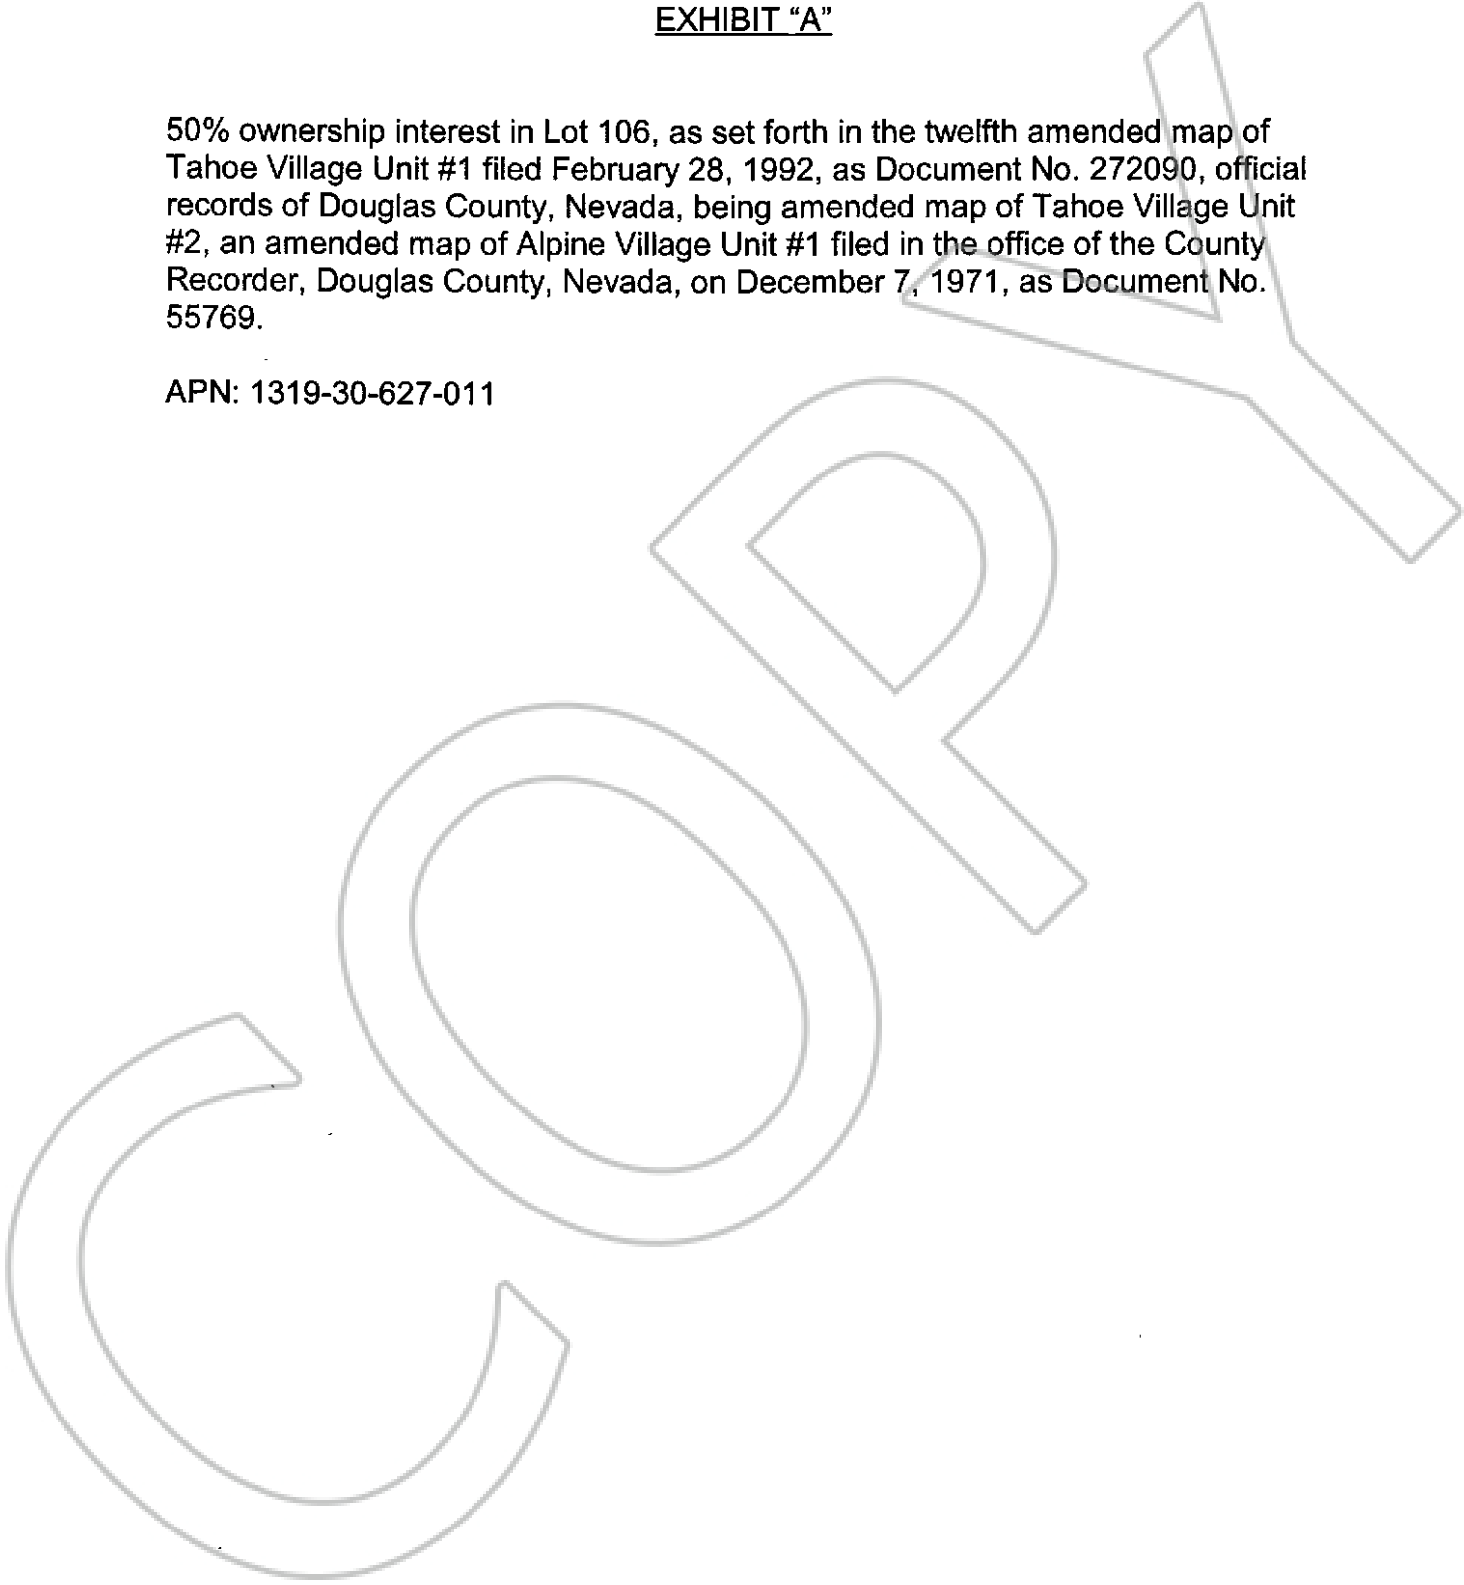 EXHIBIT “A”
50% ownership interest in Lot 106, as set forth in the twelfth amended map of
Tahoe Village Unit #1 filed February 28, 1992, as Document No. 272090, official
records of Douglas County, Nevada, being amended map of Tahoe Village Unit
#2, an amended map of Alpine Village Unit #1 filed in the office of the County
Recorder, Douglas County, Nevada, on December 7, 1971, as Document No.
55769.
APN: 1319-30-627-011
COPY